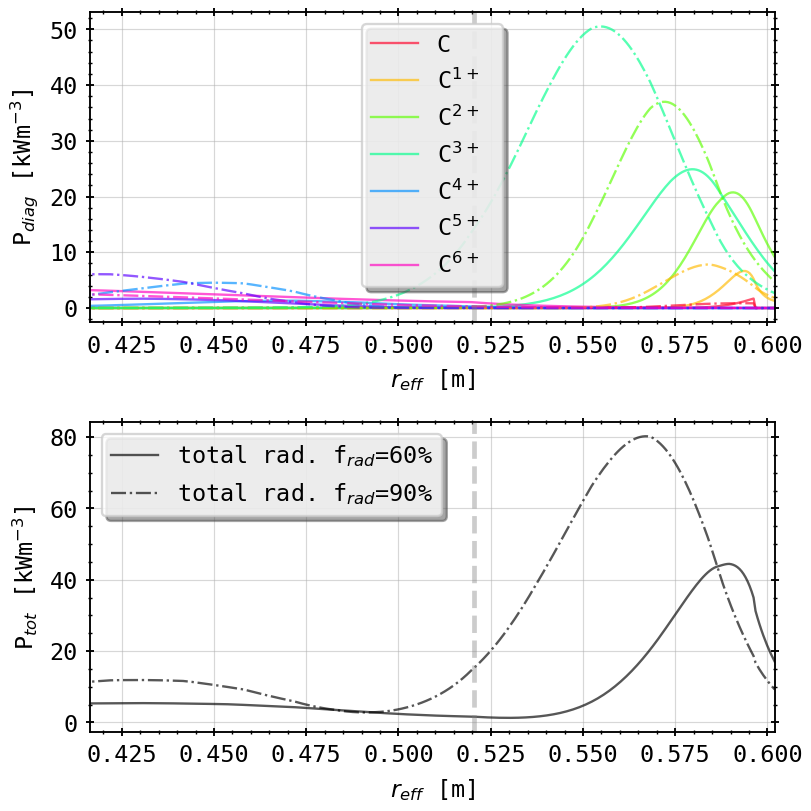 P_diag [kWm⁻³]
50
40
30
20
10
0
C
C¹⁺
C²⁺
C³⁺
C⁴⁺
C⁵⁺
C⁶⁺
0.425 0.450 0.475 0.500 0.525 0.550 0.575 0.600
r_eff [m]
P_tot [kWm⁻³]
80
60
40
20
0
total rad. f_rad=60%
total rad. f_rad=90%
0.425 0.450 0.475 0.500 0.525 0.550 0.575 0.600
r_eff [m]